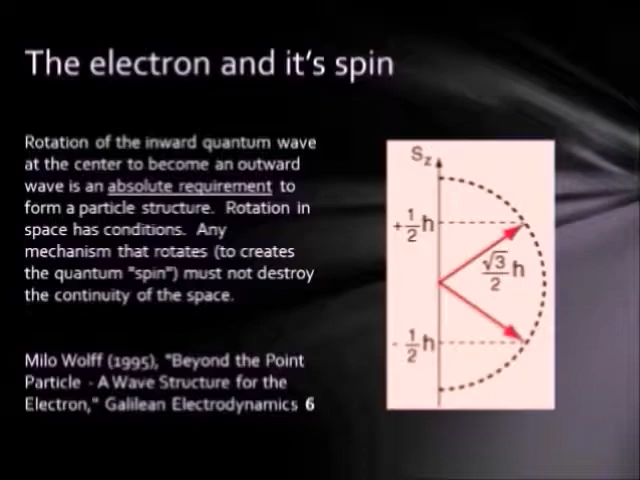 The electron and it's spin
Rotation of the inward quantum wave
at the center to become an outward
wave is an absolute requirement to
form a particle structure. Rotation in
space has conditions. Any
mechanism that rotates (to creates
the quantum "spin") must not destroy
the continuity of the space.
Milo Wolff (1995), "Beyond the Point
Particle - A Wave Structure for the
Electron," Galilean Electrodynamics 6
Sz
+1/2 h
√3/2 h
- 1/2 h